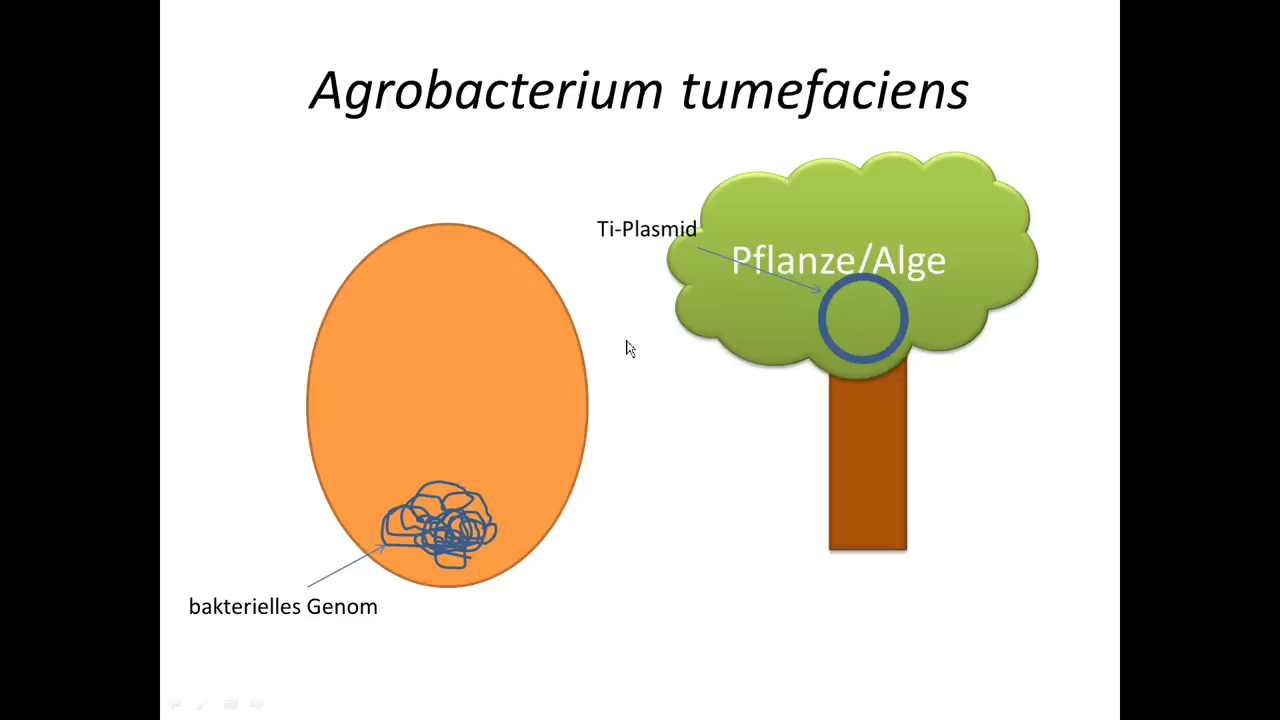 Agrobacterium tumefaciens
Ti-Plasmid
Pflanze/Alge
bakterielles Genom